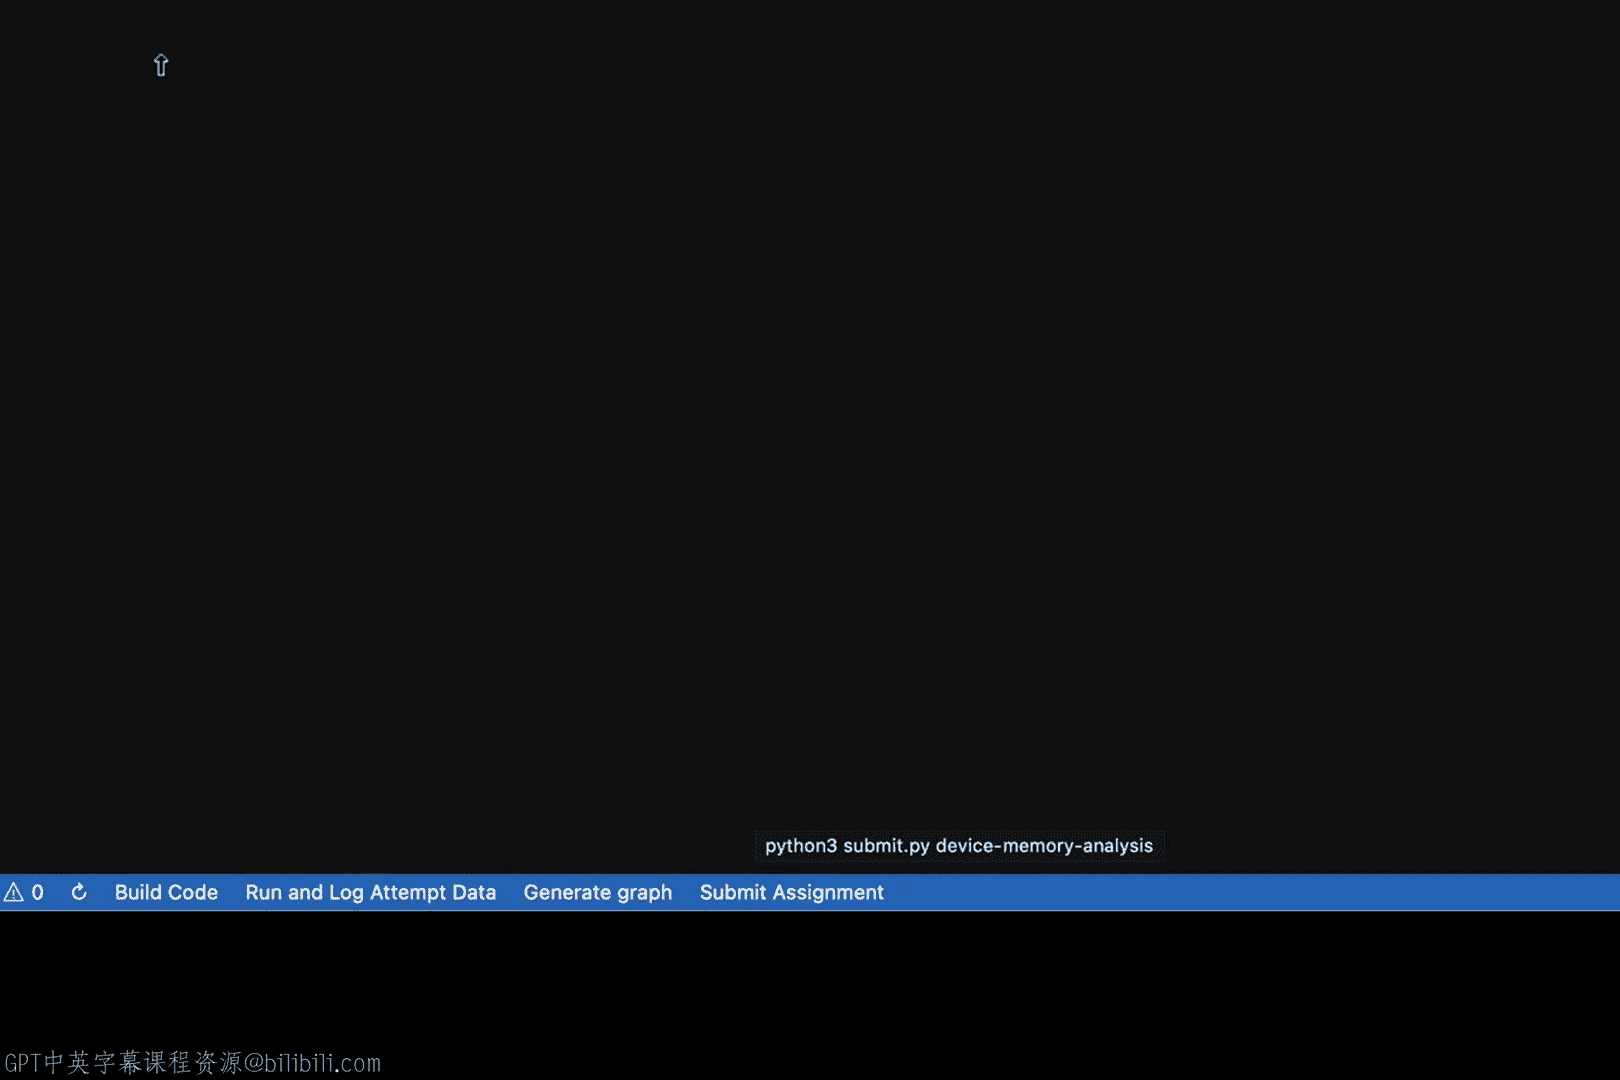 python3 submit.py device-memory-analysis
0 Build Code Run and Log Attempt Data Generate graph Submit Assignment
GPT中英字幕课程资源@bilibili.com